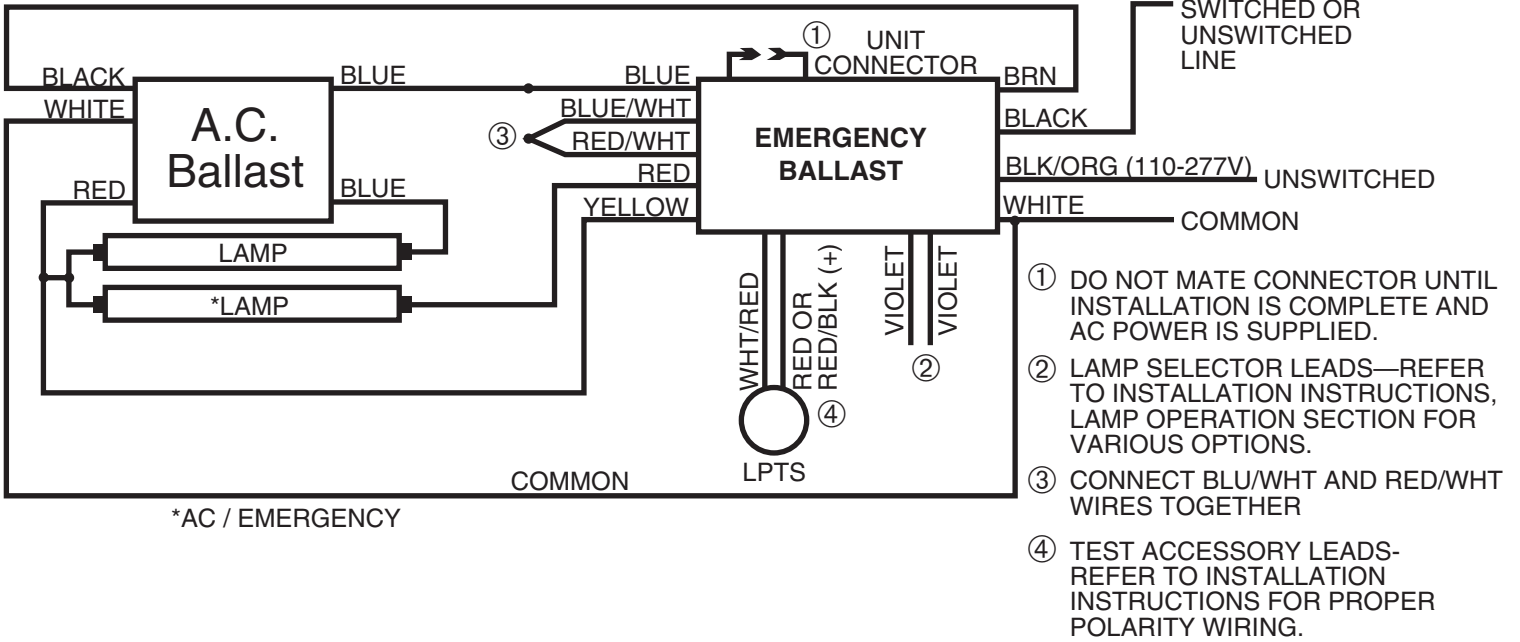 SWITCHED OR
UNSWITCHED
LINE
① UNIT
CONNECTOR
BLACK
BLUE
BLUE
BRN
WHITE
BLUE/WHT
BLACK
A.C.
Ballast
③
RED/WHT
EMERGENCY
BALLAST
RED
BLUE
RED
BLK/ORG (110-277V)
UNSWITCHED
YELLOW
WHITE
COMMON
LAMP
*LAMP
WHT/RED
RED OR
RED/BLK (+)
VIOLET
VIOLET
②
④
LPTS
COMMON
*AC / EMERGENCY
① DO NOT MATE CONNECTOR UNTIL
INSTALLATION IS COMPLETE AND
AC POWER IS SUPPLIED.
② LAMP SELECTOR LEADS—REFER
TO INSTALLATION INSTRUCTIONS,
LAMP OPERATION SECTION FOR
VARIOUS OPTIONS.
③ CONNECT BLU/WHT AND RED/WHT
WIRES TOGETHER
④ TEST ACCESSORY LEADS-
REFER TO INSTALLATION
INSTRUCTIONS FOR PROPER
POLARITY WIRING.